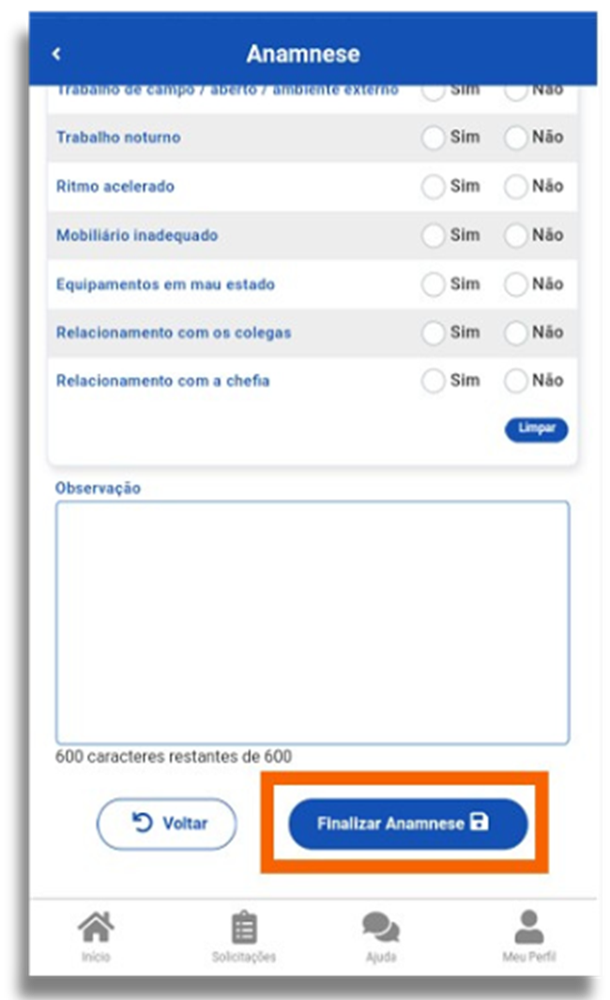 Anamnese
Trabalho de campo / aberto / ambiente externo Sim Não
Trabalho noturno Sim Não
Ritmo acelerado Sim Não
Mobiliário inadequado Sim Não
Equipamentos em mau estado Sim Não
Relacionamento com os colegas Sim Não
Relacionamento com a chefia Sim Não
Limpar
Observação
600 caracteres restantes de 600
Voltar Finalizar Anamnese
Início Solicitações Ajuda Meu Perfil